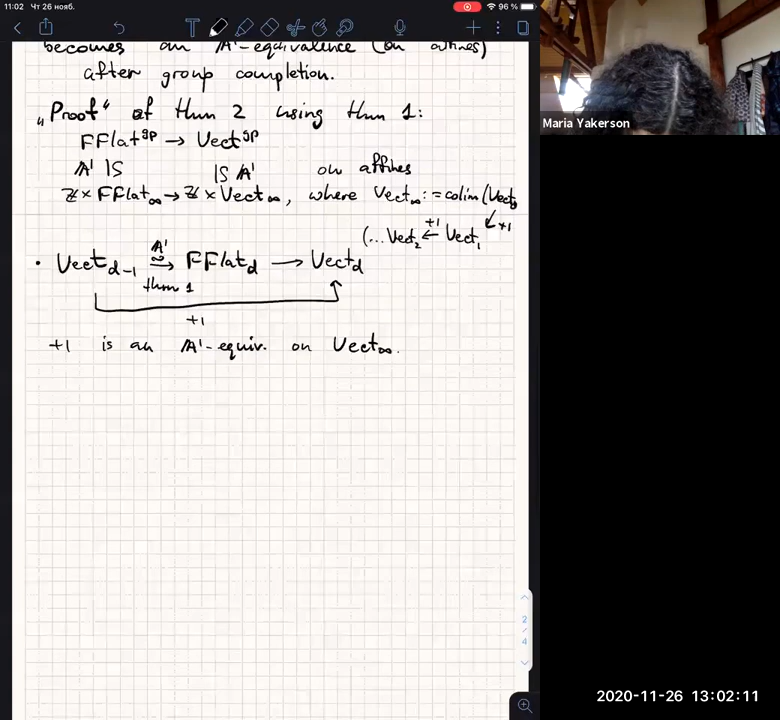 11:02 Чт 26 нояб.
96 %
becomes an A¹-equivalence (on affines)
after group completion.
„Proof" of thm 2 using thm 1:
FFlat^gp → Vect^gp
A¹ IS IS A¹ on affines
Z × FFlat∞ → Z × Vect∞, where Vect∞ := colim (Vect₀
+1
(... Vect₂ ←+1 Vect₁
A¹
• Vect_{d-1} ≃→ FFlat_d ⟶ Vect_d
thm 1
+1
+1 is an A¹-equiv. on Vect∞.
2
/
4
Maria Yakerson
2020-11-26 13:02:11